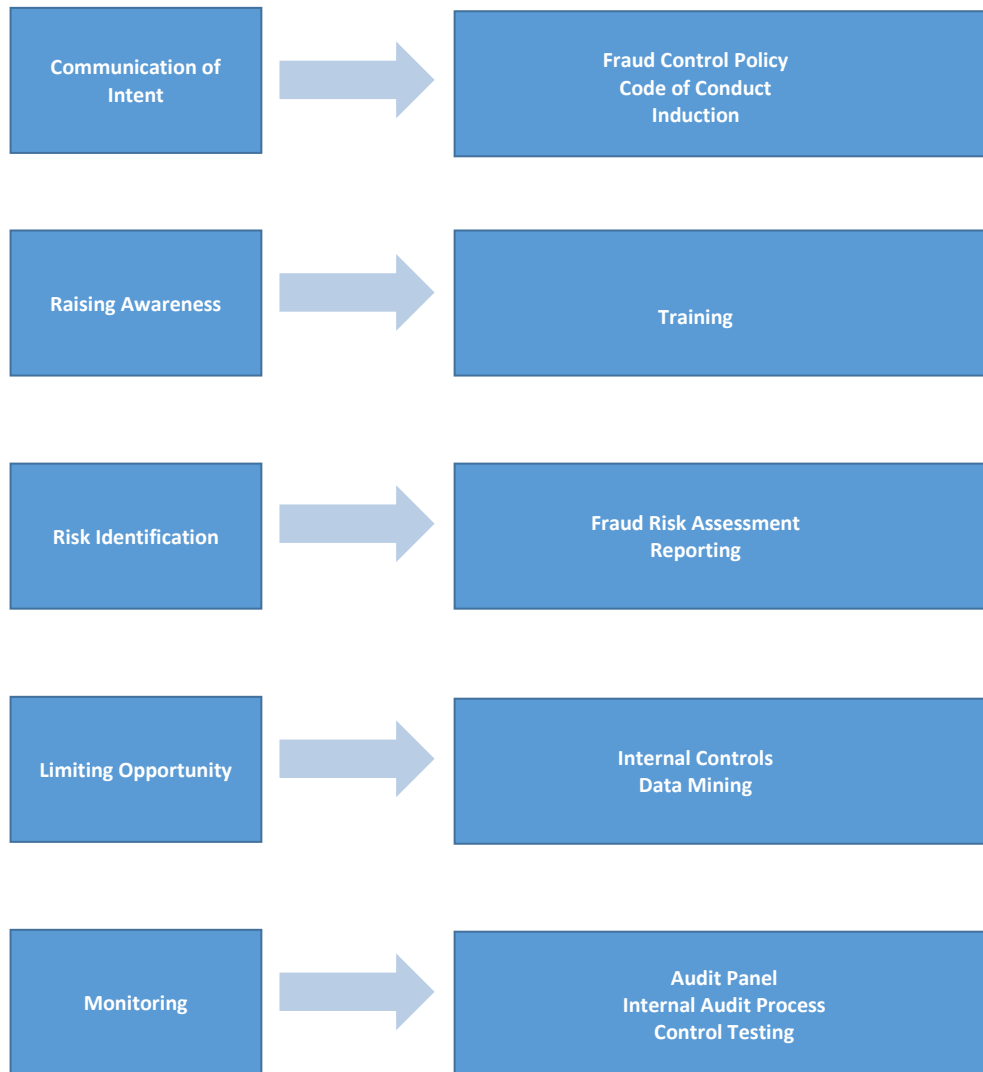 Communication of
Intent
Fraud Control Policy
Code of Conduct
Induction
Raising Awareness
Training
Risk Identification
Fraud Risk Assessment
Reporting
Limiting Opportunity
Internal Controls
Data Mining
Monitoring
Audit Panel
Internal Audit Process
Control Testing